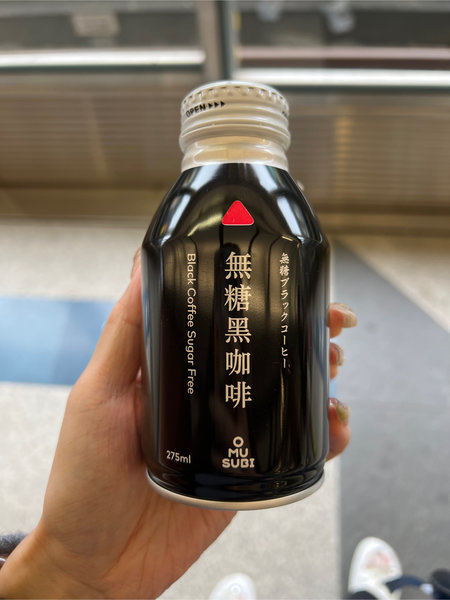 OPEN
無糖黑咖啡
無糖ブラックコーヒー
Black Coffee Sugar Free
275ml
O
MU
SUBI